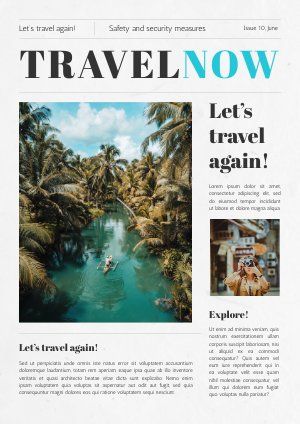 Let's travel again!
Safety and security measures
Issue 10, June
TRAVELNOW
Let's
travel
again!
Lorem ipsum dolor sit amet,
consectetur adipiscing elit, sed
do eiusmod tempor incididunt
ut labore et dolore magna aliqua
Explore!
Ut enim ad minima veniam, quis
nostrum exercitationem ullam
corporis suscipit laboriosam, nisi
ut aliquid ex ea commodi
consequatur? Quis autem vel
eum iure reprehenderit qui in
ea voluptate velit esse quam
nihil molestiae consequatur, vel
illum qui dolorem eum fugiat
quo voluptas nulla pariatur?
Let's travel again!
Sed ut perspiciatis unde omnis iste natus error sit voluptatem accusantium
doloremque laudantium, totam rem aperiam, eaque ipsa quae ab illo inventore
veritatis et quasi architecto beatae vitae dicta sunt explicabo. Nemo enim
ipsam voluptatem quia voluptas sit aspernatur aut odit aut fugit, sed quia
consequuntur magni dolores eos qui ratione voluptatem sequi nesciunt